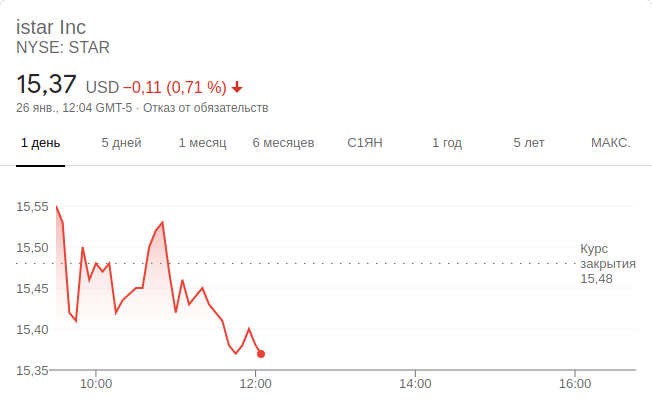 istar Inc
NYSE: STAR
15,37 USD −0,11 (0,71 %)
26 янв., 12:04 GMT-5 · Отказ от обязательств
1 день 5 дней 1 месяц 6 месяцев С1ЯН 1 год 5 лет МАКС.
15,55
15,50
Курс
закрытия
15,48
15,45
15,40
15,35
10:00 12:00 14:00 16:00